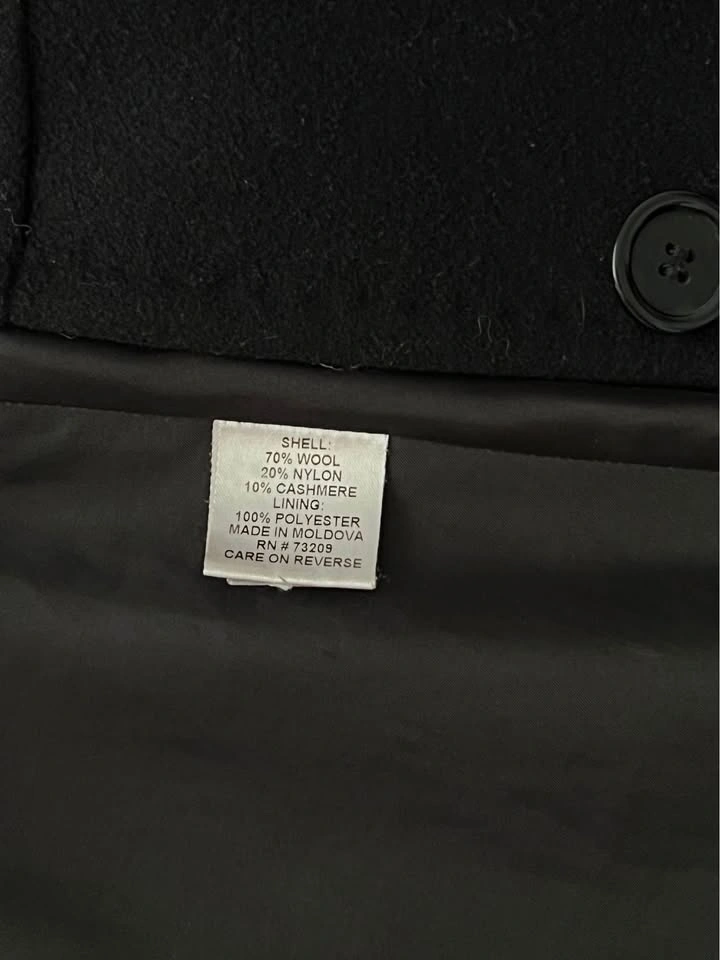 SHELL:
70% WOOL
20% NYLON
10% CASHMERE
LINING:
100% POLYESTER
MADE IN MOLDOVA
RN # 73209
CARE ON REVERSE